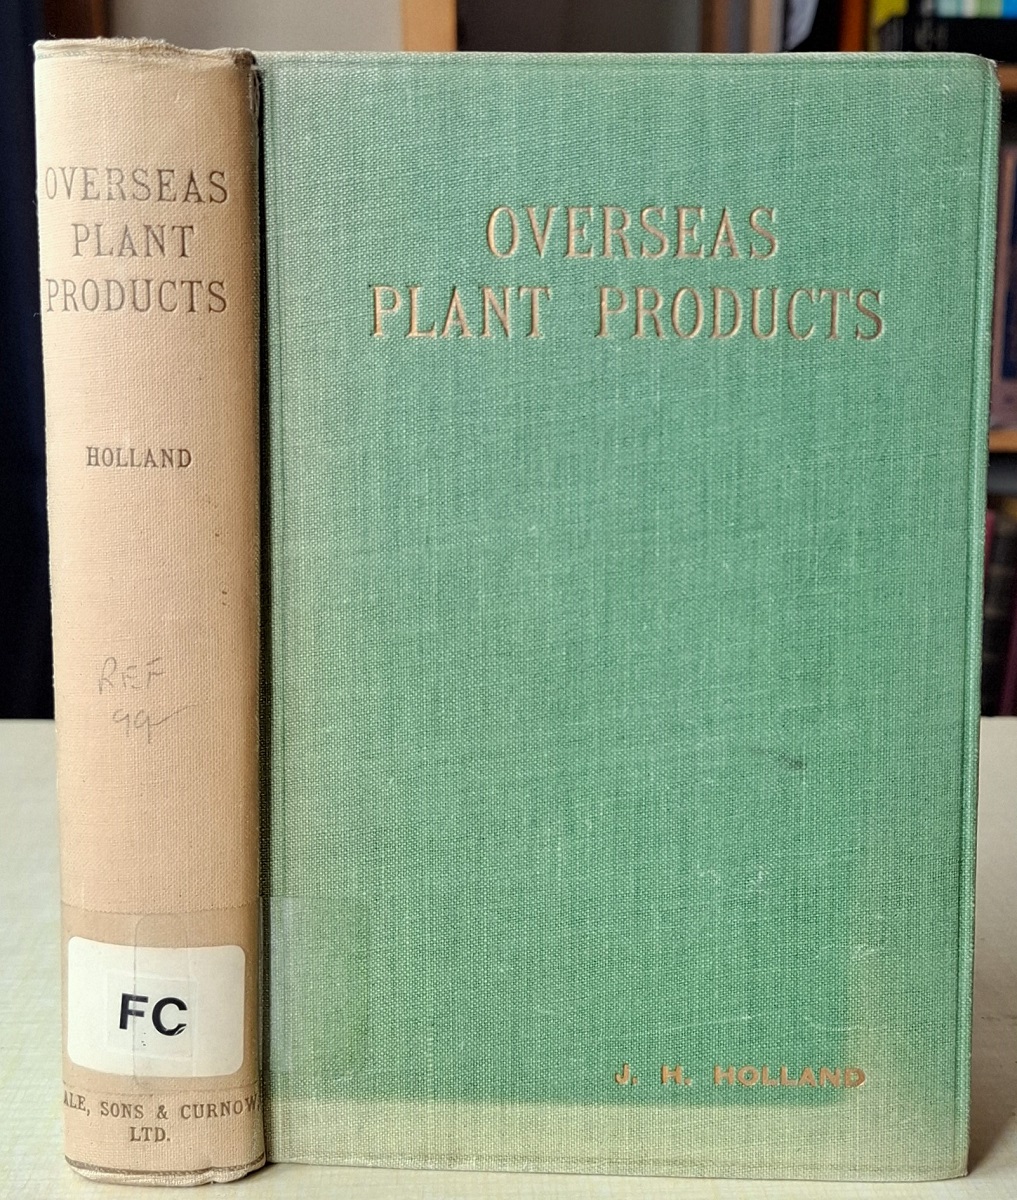 OVERSEAS
PLANT
PRODUCTS
HOLLAND
REF
99
FC
ALE, SONS & CURNOW,
LTD.
OVERSEAS
PLANT PRODUCTS
J. H. HOLLAND